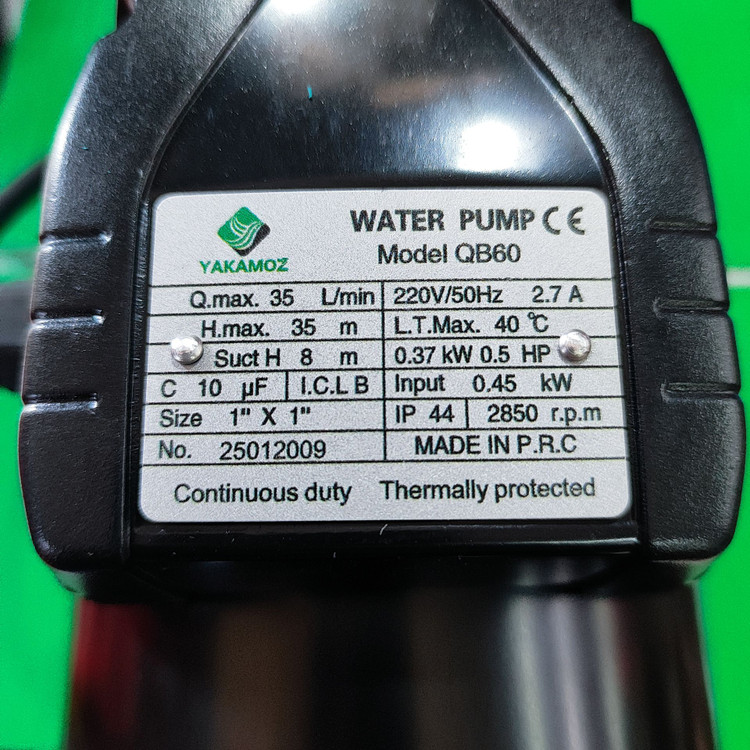 YAKAMOZ
WATER PUMP CE
Model QB60
Q.max. 35 L/min 220V/50Hz 2.7 A
H.max. 35 m L.T.Max. 40 ℃
Suct H 8 m 0.37 kW 0.5 HP
C 10 µF I.C.L B Input 0.45 kW
Size 1" X 1" IP 44 2850 r.p.m
No. 25012009 MADE IN P.R.C
Continuous duty Thermally protected